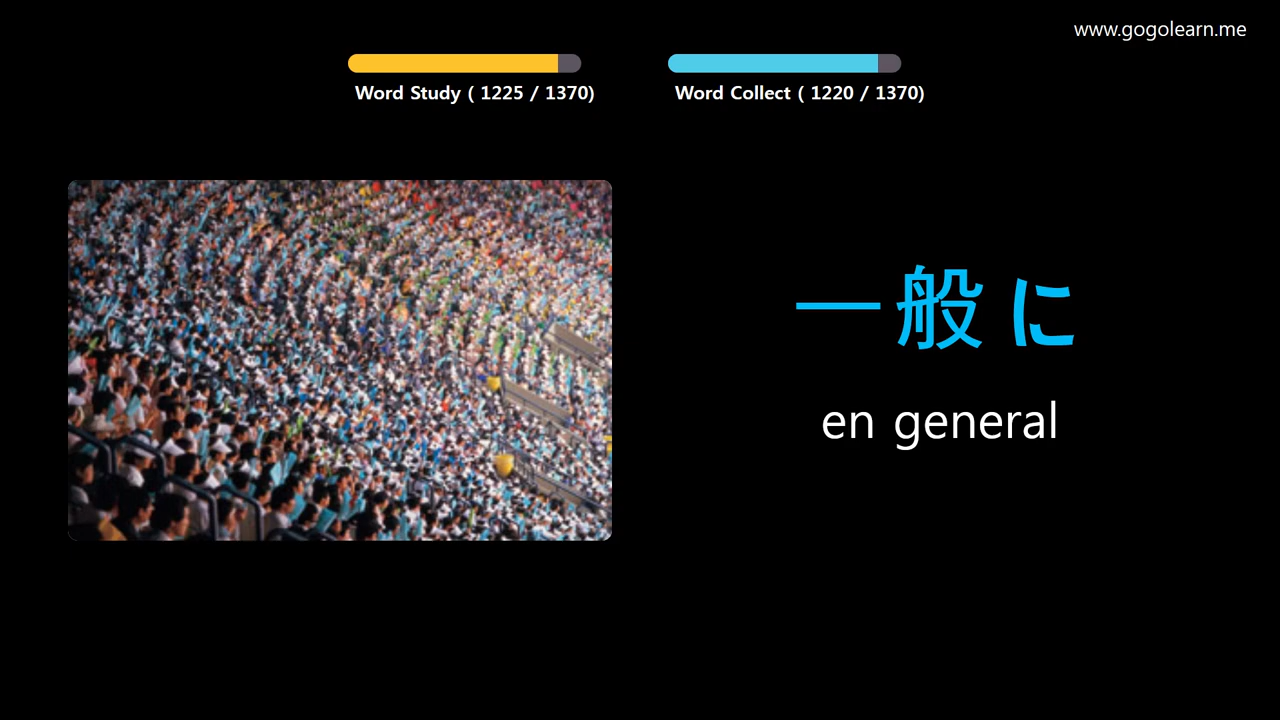 www.gogolearn.me
Word Study ( 1225 / 1370)
Word Collect ( 1220 / 1370)
一般に
en general